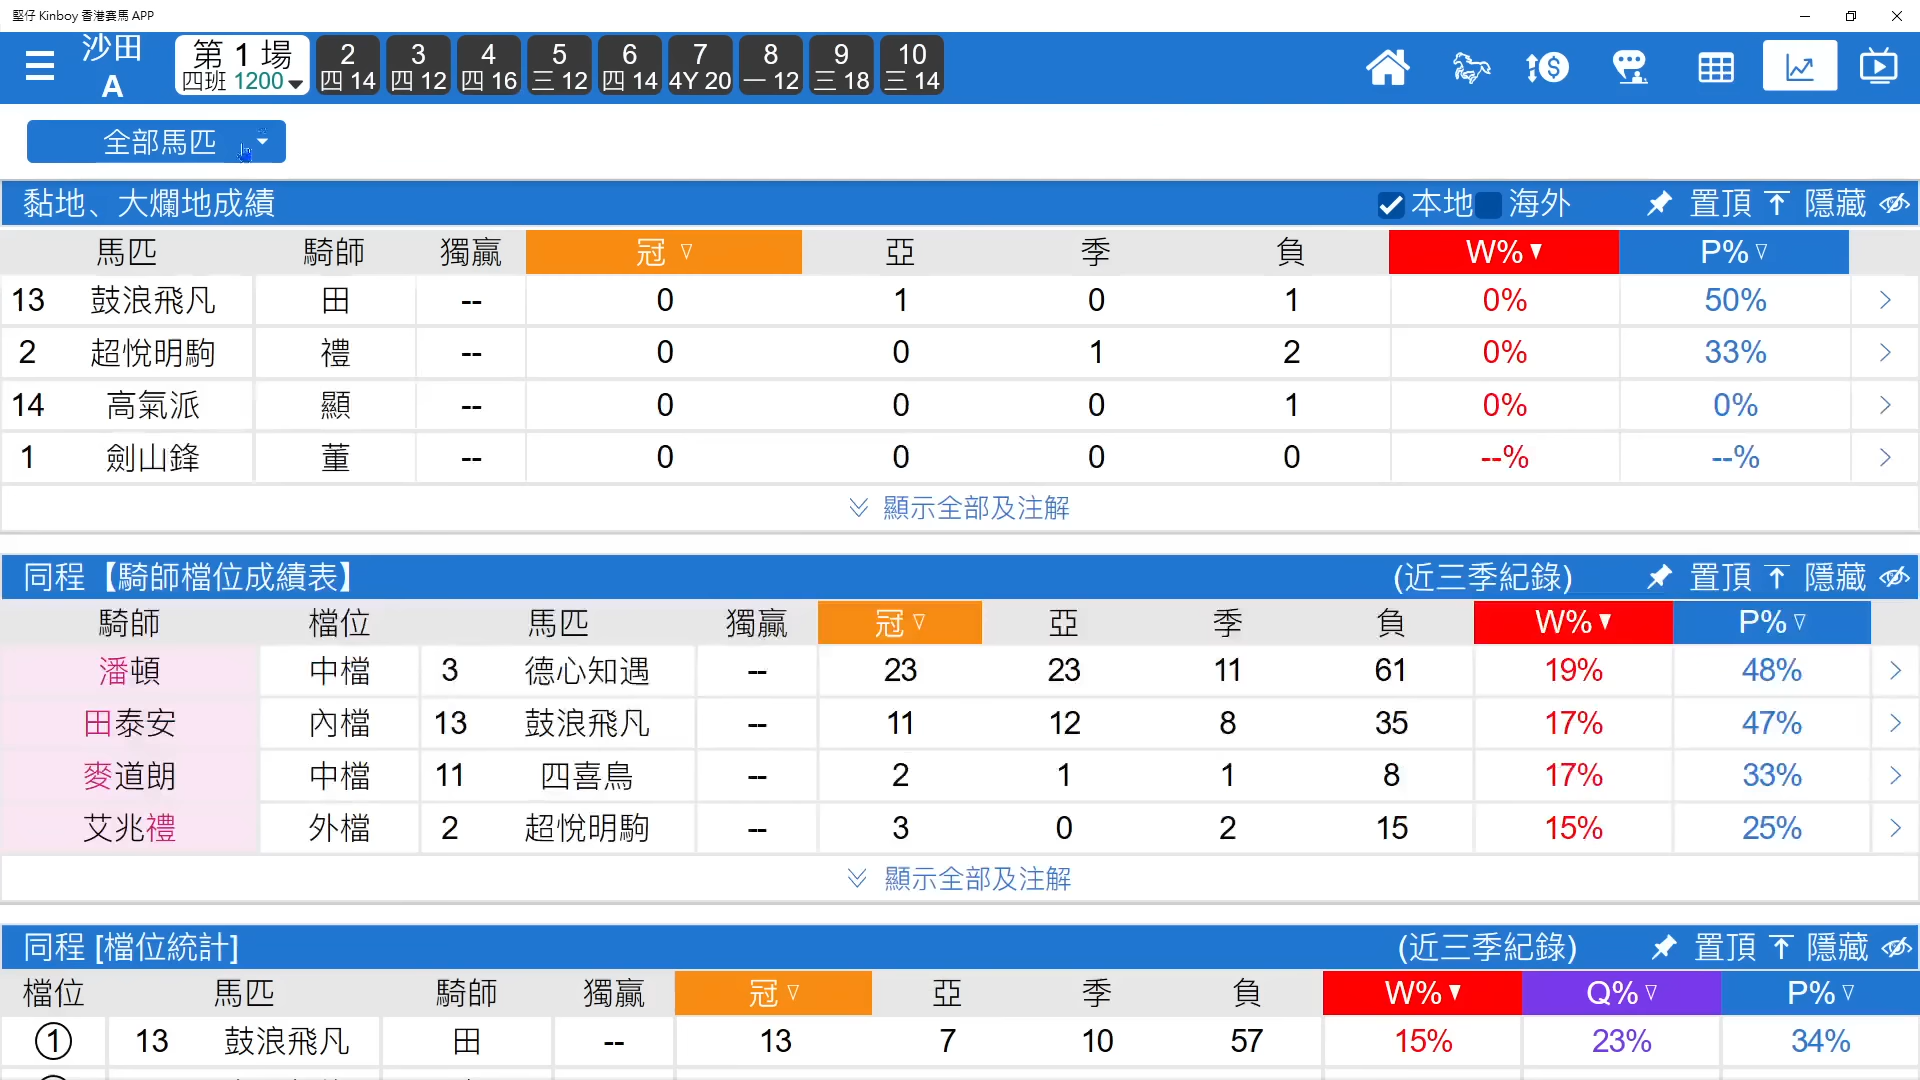 堅仔 Kinboy 香港賽馬 APP
沙田 A
第 1 場 四班 1200
2 四 14
3 四 12
4 四 16
5 三 12
6 四 14
7 4Y 20
8 一 12
9 三 18
10 三 14
全部馬匹
黏地、大爛地成績 本地 海外 置頂 隱藏
馬匹 騎師 獨贏 冠 亞 季 負 W% P%
13 鼓浪飛凡 田 -- 0 1 0 1 0% 50%
2 超悅明駒 禮 -- 0 0 1 2 0% 33%
14 高氣派 顯 -- 0 0 0 1 0% 0%
1 劍山鋒 董 -- 0 0 0 0 --% --%
顯示全部及注解
同程【騎師檔位成績表】 (近三季紀錄) 置頂 隱藏
騎師 檔位 馬匹 獨贏 冠 亞 季 負 W% P%
潘頓 中檔 3 德心知遇 -- 23 23 11 61 19% 48%
田泰安 內檔 13 鼓浪飛凡 -- 11 12 8 35 17% 47%
麥道朗 中檔 11 四喜鳥 -- 2 1 1 8 17% 33%
艾兆禮 外檔 2 超悅明駒 -- 3 0 2 15 15% 25%
顯示全部及注解
同程 [檔位統計] (近三季紀錄) 置頂 隱藏
檔位 馬匹 騎師 獨贏 冠 亞 季 負 W% Q% P%
① 13 鼓浪飛凡 田 -- 13 7 10 57 15% 23% 34%